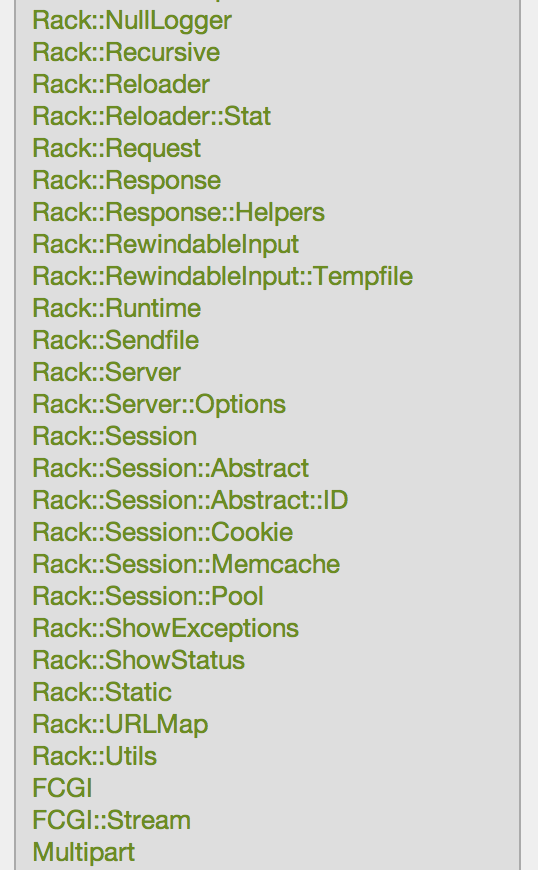 Rack::NullLogger
Rack::Recursive
Rack::Reloader
Rack::Reloader::Stat
Rack::Request
Rack::Response
Rack::Response::Helpers
Rack::RewindableInput
Rack::RewindableInput::Tempfile
Rack::Runtime
Rack::Sendfile
Rack::Server
Rack::Server::Options
Rack::Session
Rack::Session::Abstract
Rack::Session::Abstract::ID
Rack::Session::Cookie
Rack::Session::Memcache
Rack::Session::Pool
Rack::ShowExceptions
Rack::ShowStatus
Rack::Static
Rack::URLMap
Rack::Utils
FCGI
FCGI::Stream
Multipart